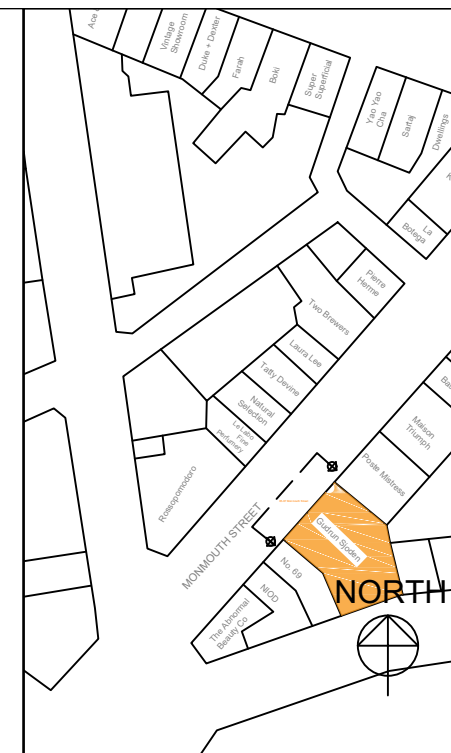 Ace
Vintage
Showroom
Duke + Dexter
Farah
Boki
Super
Superficial
Yao Yao
Cha
Sartaj
Dwellings
La
Botega
Pierre
Herme
Two Brewers
Laura Lee
Tatty Devine
Natural
Selection
Le Labo
Fine
perfumery
Rossopomodoro
Maison
Triumph
Poste Mistress
MONMOUTH STREET
Gudrun Sjoden
No. 69
NIOD
The Abnormal
Beauty Co
NORTH